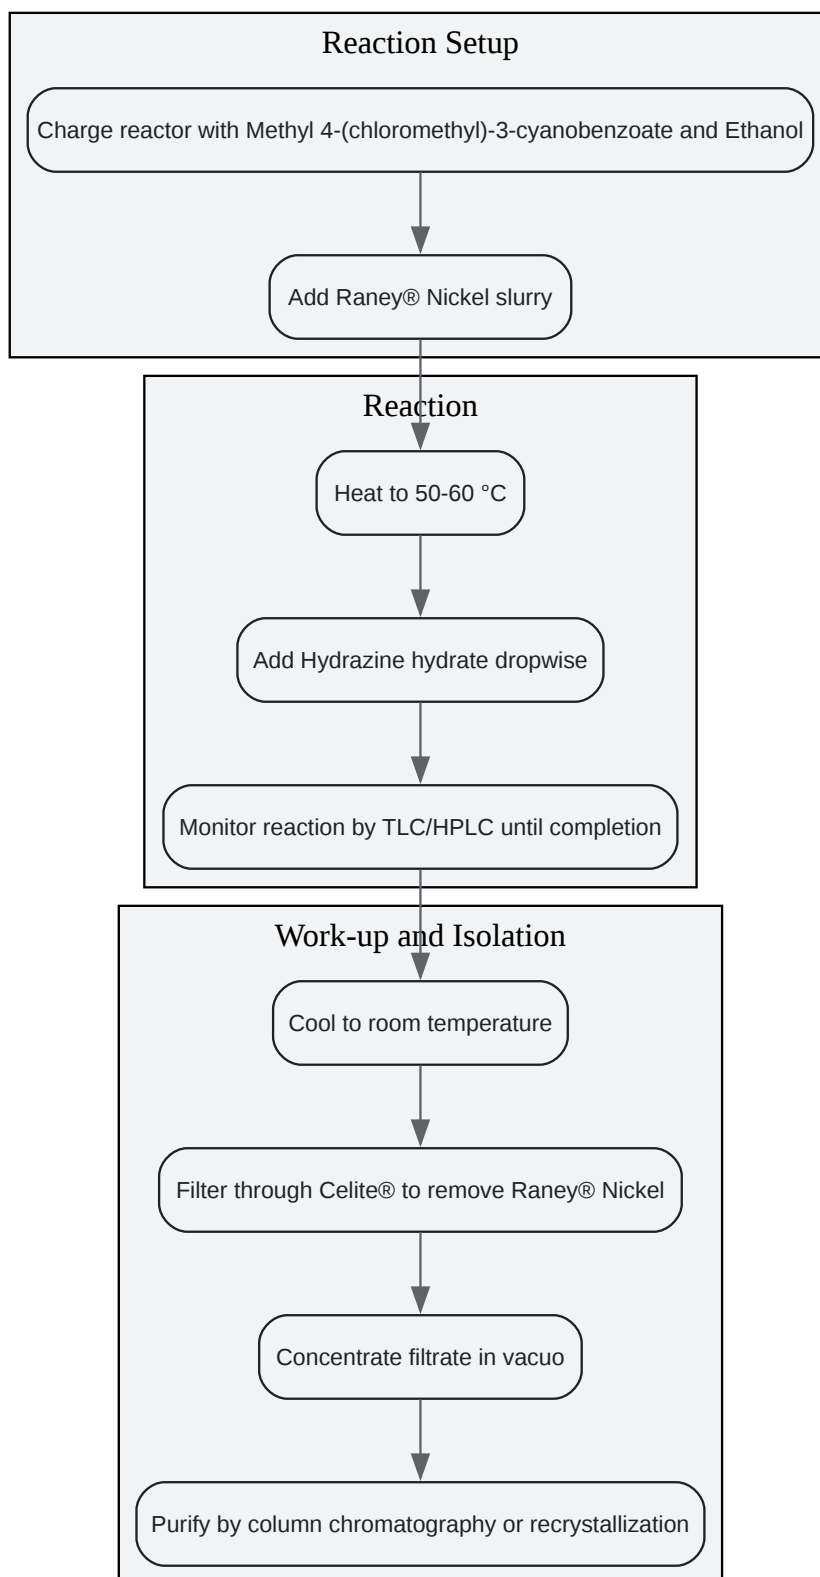 Reaction Setup
Charge reactor with Methyl 4-(chloromethyl)-3-cyanobenzoate and Ethanol
Add Raney® Nickel slurry
Reaction
Heat to 50-60 °C
Add Hydrazine hydrate dropwise
Monitor reaction by TLC/HPLC until completion
Work-up and Isolation
Cool to room temperature
Filter through Celite® to remove Raney® Nickel
Concentrate filtrate in vacuo
Purify by column chromatography or recrystallization